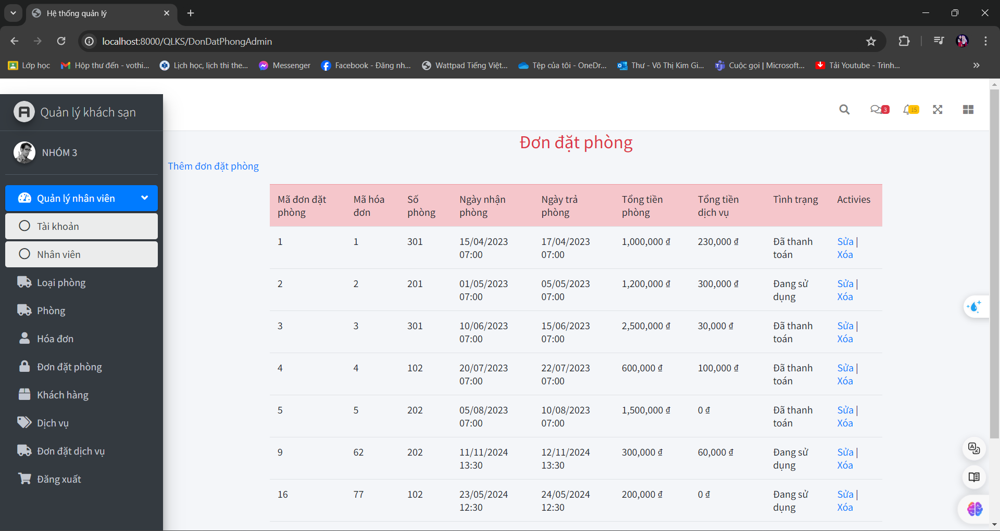 Hệ thống quản lý
localhost:8000/QLKS/DonDatPhongAdmin
Lớp học
Hộp thư đến - vothi...
Lịch học, lịch thi the...
Messenger
Facebook - Đăng nh...
Wattpad Tiếng Việt...
Tệp của tôi - OneDr...
Thư - Võ Thị Kim Gi...
Cuộc gọi | Microsoft...
Tải Youtube - Trình...
Quản lý khách sạn
3
15
NHÓM 3
Quản lý nhân viên
Tài khoản
Nhân viên
Loại phòng
Phòng
Hóa đơn
Đơn đặt phòng
Khách hàng
Dịch vụ
Đơn đặt dịch vụ
Đăng xuất
Đơn đặt phòng
Thêm đơn đặt phòng
Mã đơn đặt phòng Mã hóa đơn Số phòng Ngày nhận phòng Ngày trả phòng Tổng tiền phòng Tổng tiền dịch vụ Tình trạng Activies
1 1 301 15/04/2023 07:00 17/04/2023 07:00 1,000,000 ₫ 230,000 ₫ Đã thanh toán Sửa | Xóa
2 2 201 01/05/2023 07:00 05/05/2023 07:00 1,200,000 ₫ 300,000 ₫ Đang sử dụng Sửa | Xóa
3 3 301 10/06/2023 07:00 15/06/2023 07:00 2,500,000 ₫ 30,000 ₫ Đã thanh toán Sửa | Xóa
4 4 102 20/07/2023 07:00 22/07/2023 07:00 600,000 ₫ 100,000 ₫ Đã thanh toán Sửa | Xóa
5 5 202 05/08/2023 07:00 10/08/2023 07:00 1,500,000 ₫ 0 ₫ Đã thanh toán Sửa | Xóa
9 62 202 11/11/2024 13:30 12/11/2024 13:30 300,000 ₫ 60,000 ₫ Đang sử dụng Sửa | Xóa
16 77 102 23/05/2024 12:30 24/05/2024 12:30 200,000 ₫ 0 ₫ Đang sử dụng Sửa | Xóa